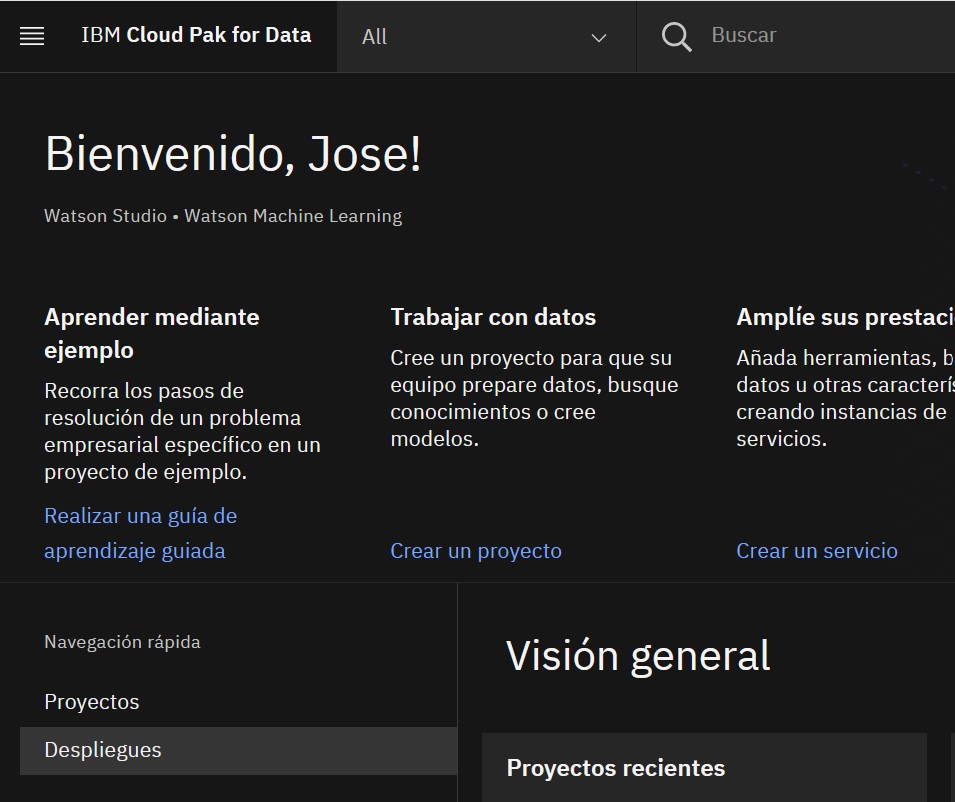 IBM Cloud Pak for Data
All
Buscar
Bienvenido, Jose!
Watson Studio • Watson Machine Learning
Aprender mediante
ejemplo
Recorra los pasos de
resolución de un problema
empresarial específico en un
proyecto de ejemplo.
Realizar una guía de
aprendizaje guiada
Trabajar con datos
Cree un proyecto para que su
equipo prepare datos, busque
conocimientos o cree
modelos.
Crear un proyecto
Amplíe sus prestaci
Añada herramientas, b
datos u otras caracterís
creando instancias de
servicios.
Crear un servicio
Navegación rápida
Proyectos
Despliegues
Visión general
Proyectos recientes